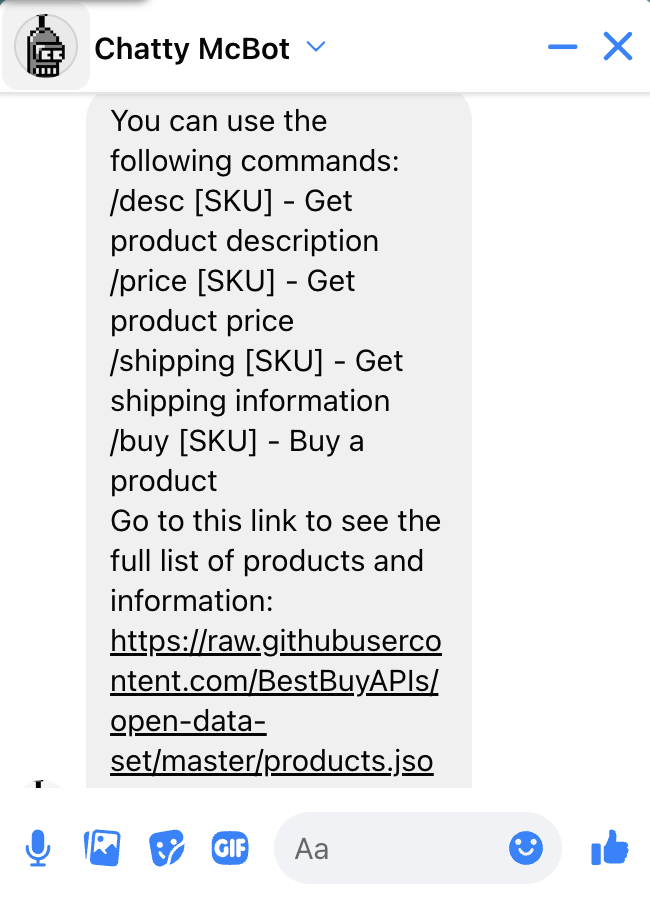 Chatty McBot
You can use the
following commands:
/desc [SKU] - Get
product description
/price [SKU] - Get
product price
/shipping [SKU] - Get
shipping information
/buy [SKU] - Buy a
product
Go to this link to see the
full list of products and
information:
https://raw.githubuserco
ntent.com/BestBuyAPIs/
open-data-
set/master/products.jso
GIF
Aa